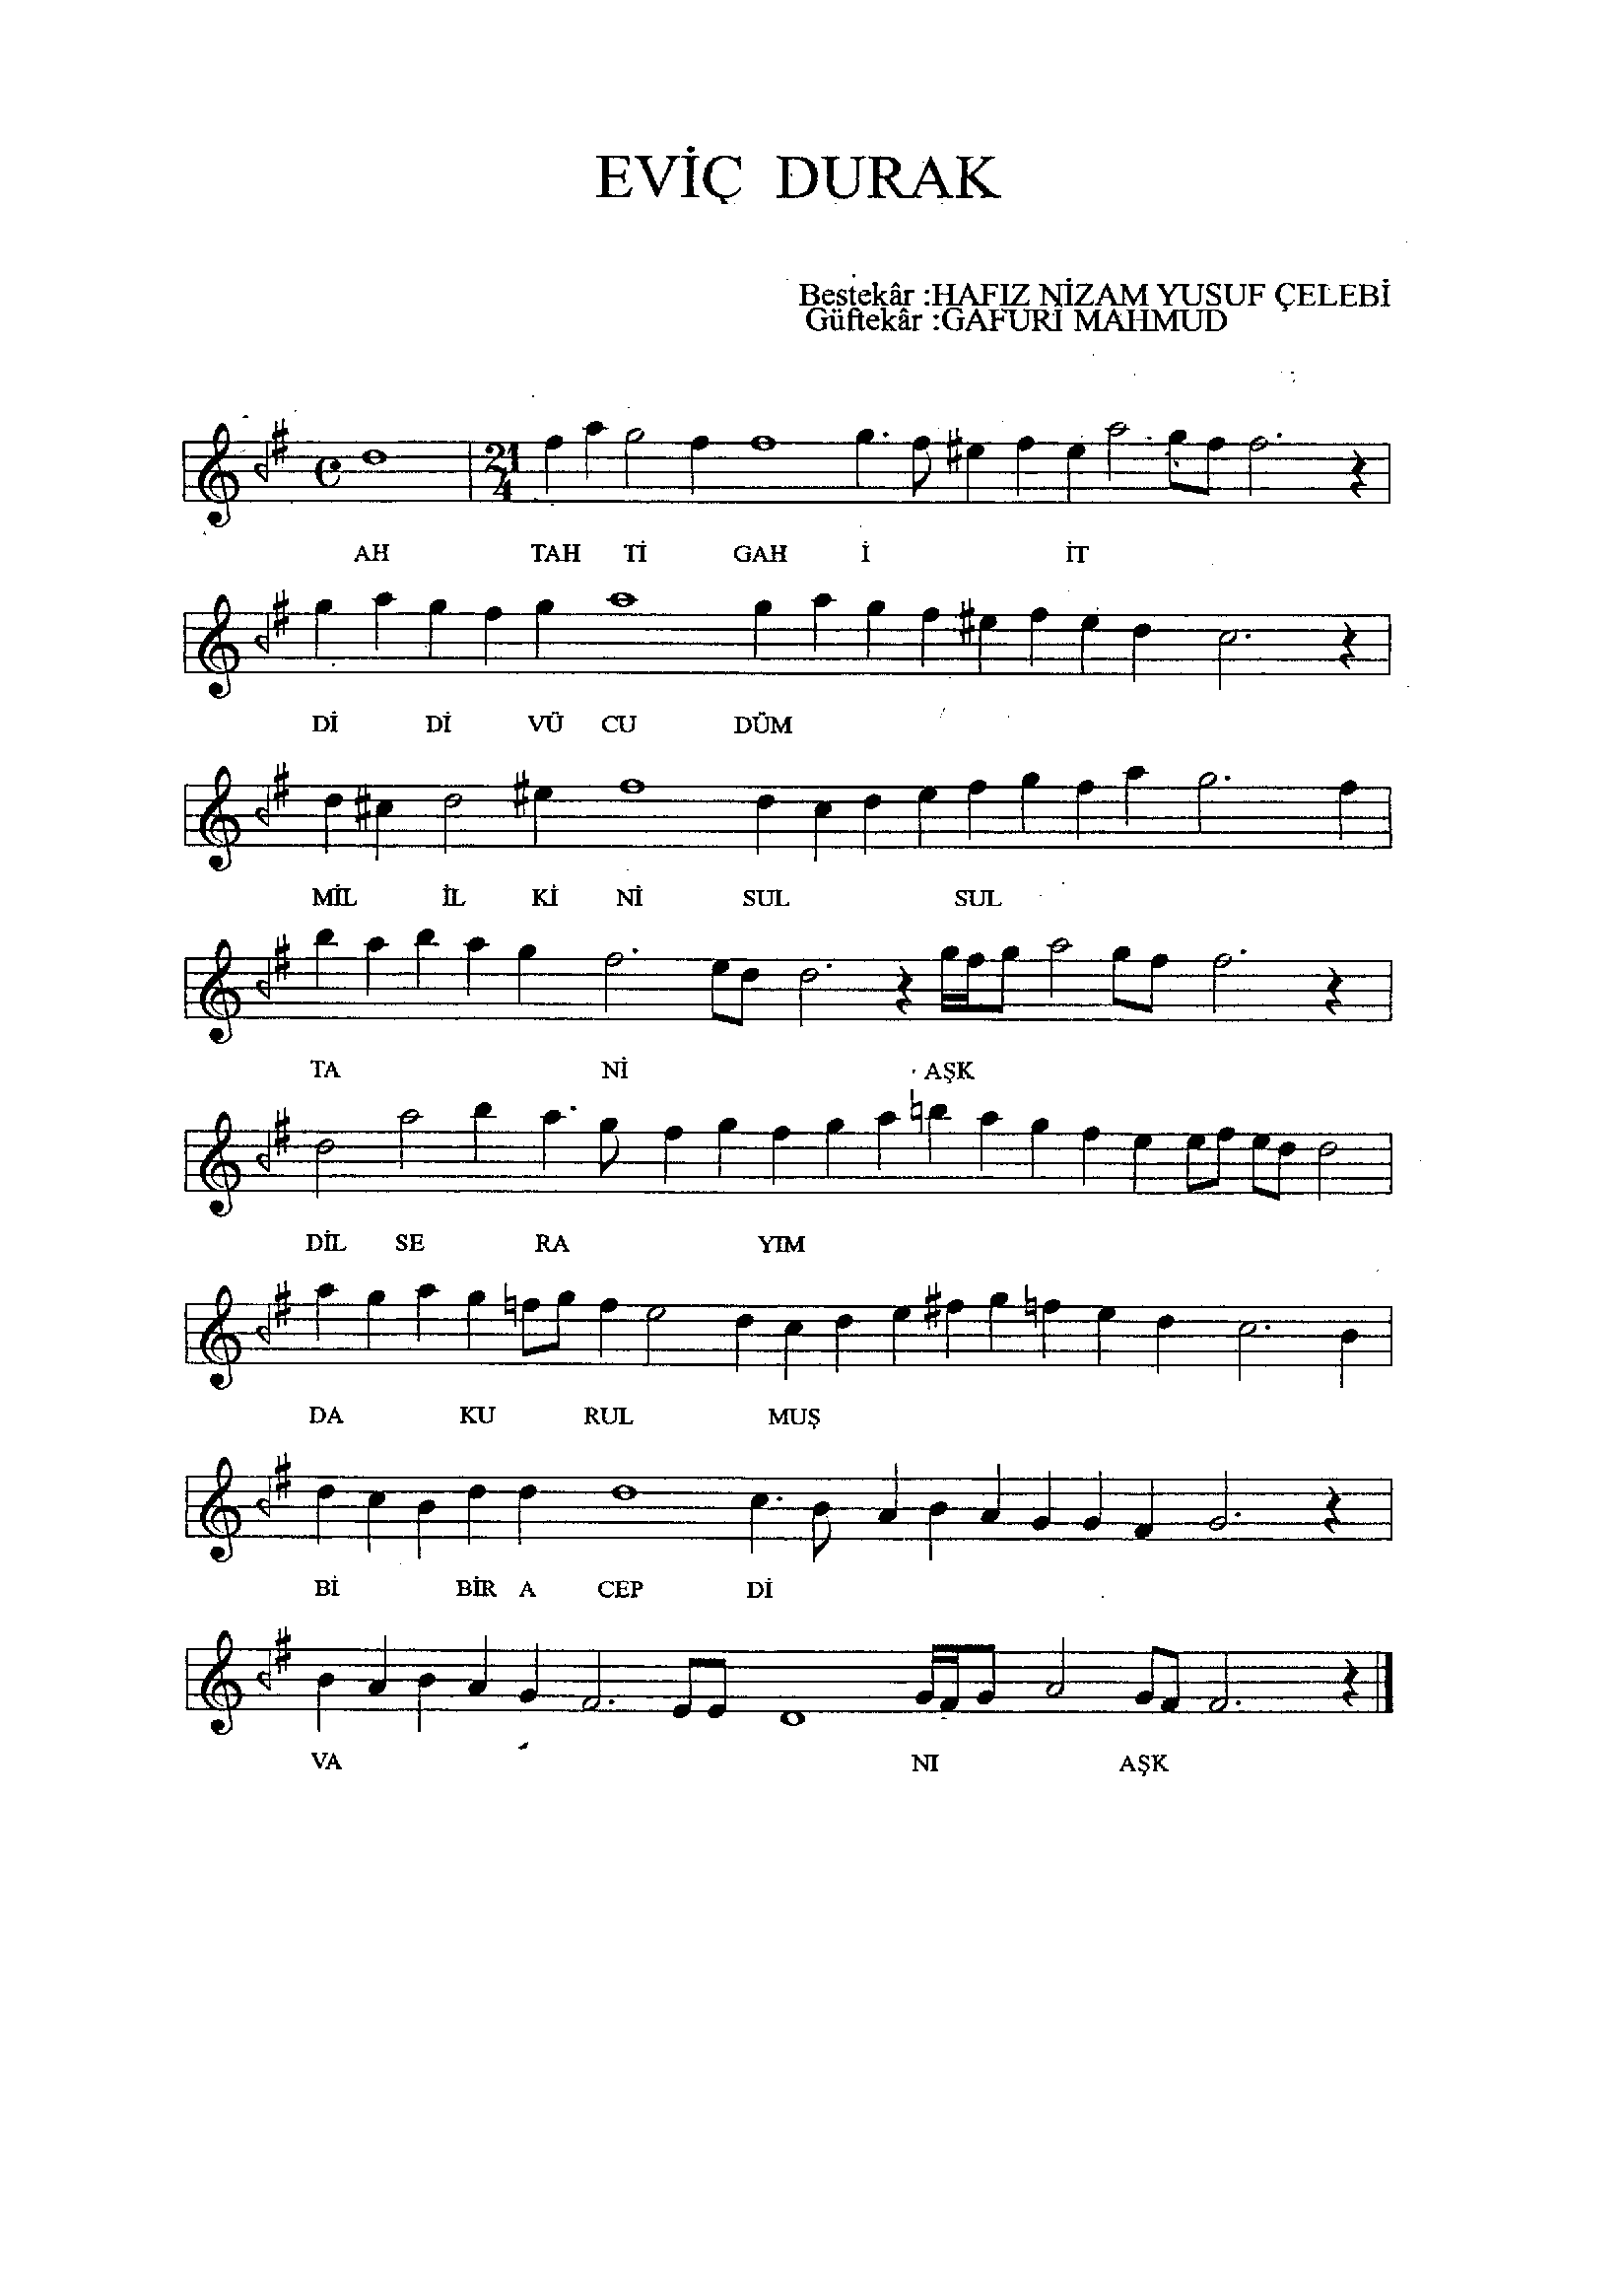 EVİÇ DURAK
Bestekâr :HAFIZ NİZAM YUSUF ÇELEBİ
Güftekâr :GAFURİ MAHMUD
21
4
AH TAH Tİ GAH İ İT
Dİ Dİ VÜ CU DÜM
MİL İL Kİ Nİ SUL SUL
TA Nİ AŞK
DİL SE RA YIM
DA KU RUL MUŞ
Bİ BİR A CEP Dİ
VA NI AŞK